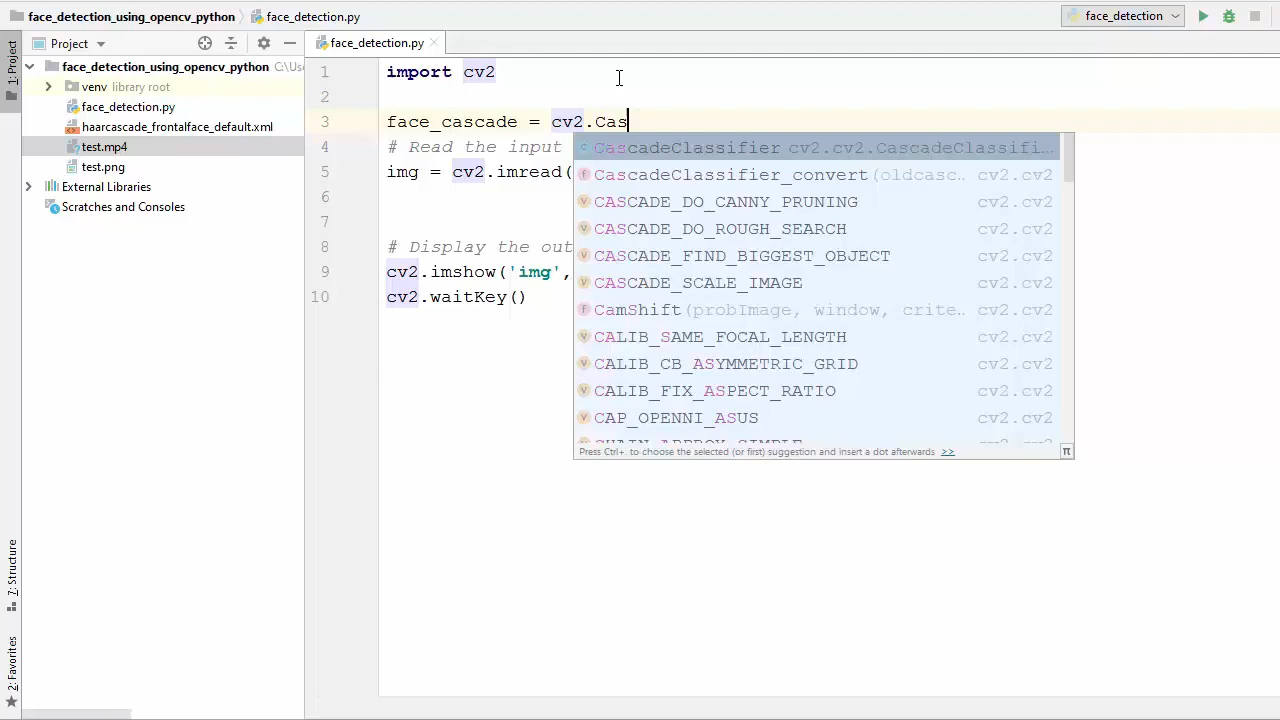 face_detection_using_opencv_python face_detection.py face_detection
1: Project
Project
face_detection.py
face_detection_using_opencv_python C:\Use
venv library root
face_detection.py
haarcascade_frontalface_default.xml
test.mp4
test.png
External Libraries
Scratches and Consoles
1 import cv2
2
3 face_cascade = cv2.Cas
4 # Read the input
5 img = cv2.imread(
6
7
8 # Display the out
9 cv2.imshow('img',
10 cv2.waitKey()
CascadeClassifier cv2.cv2.CascadeClassifi...
CascadeClassifier_convert(oldcasc.. cv2.cv2
CASCADE_DO_CANNY_PRUNING cv2.cv2
CASCADE_DO_ROUGH_SEARCH cv2.cv2
CASCADE_FIND_BIGGEST_OBJECT cv2.cv2
CASCADE_SCALE_IMAGE cv2.cv2
CamShift(probImage, window, crite.. cv2.cv2
CALIB_SAME_FOCAL_LENGTH cv2.cv2
CALIB_CB_ASYMMETRIC_GRID cv2.cv2
CALIB_FIX_ASPECT_RATIO cv2.cv2
CAP_OPENNI_ASUS cv2.cv2
Press Ctrl+. to choose the selected (or first) suggestion and insert a dot afterwards >>
π
7: Structure
2: Favorites